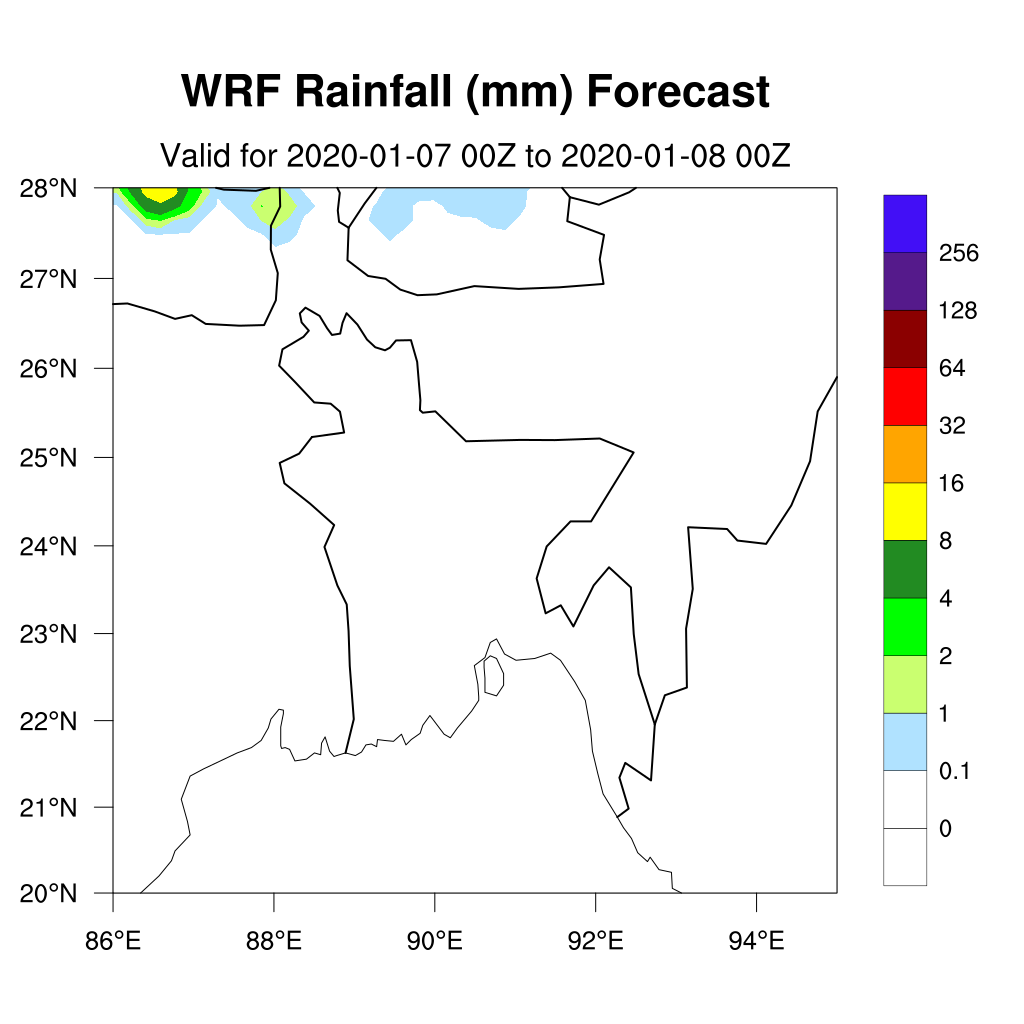 WRF Rainfall (mm) Forecast
Valid for 2020-01-07 00Z to 2020-01-08 00Z
28°N
27°N
26°N
25°N
24°N
23°N
22°N
21°N
20°N
86°E 88°E 90°E 92°E 94°E
256
128
64
32
16
8
4
2
1
0.1
0